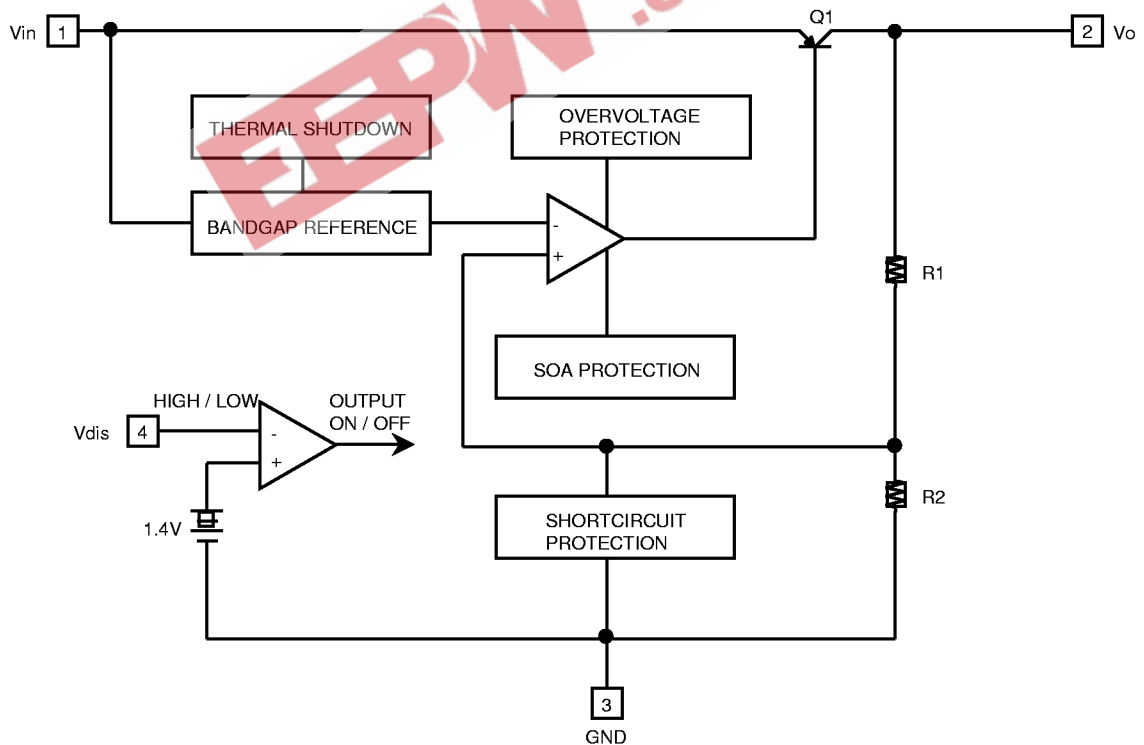 Q1
Vin 1
2 Vo
THERMAL SHUTDOWN
OVERVOLTAGE
PROTECTION
BANDGAP REFERENCE
-
+
R1
SOA PROTECTION
HIGH / LOW
OUTPUT
ON / OFF
Vdis 4
-
+
1.4V
SHORTCIRCUIT
PROTECTION
R2
3
GND
EEPW